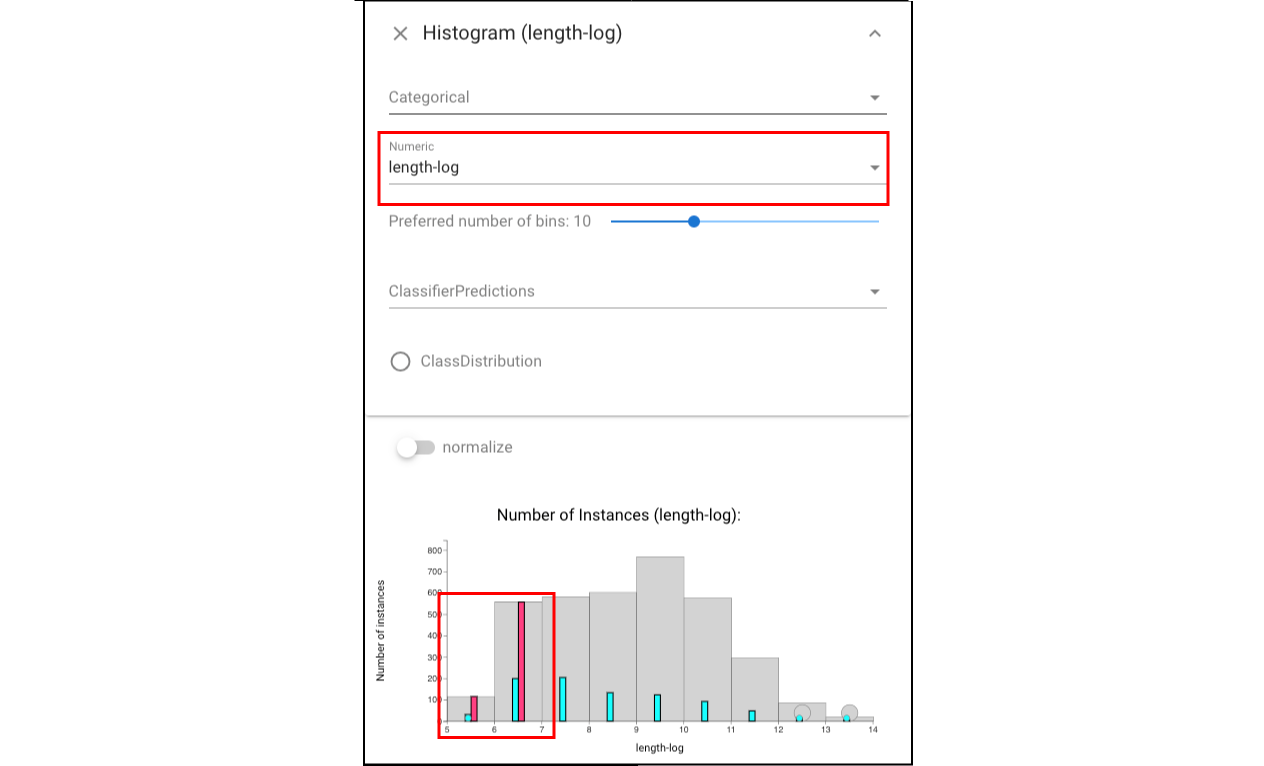 Histogram (length-log)
Categorical
Numeric
length-log
Preferred number of bins: 10
ClassifierPredictions
ClassDistribution
normalize
Number of Instances (length-log):
Number of instances
800
700
600
500
400
300
200
100
0
5 6 7 8 9 10 11 12 13 14
length-log